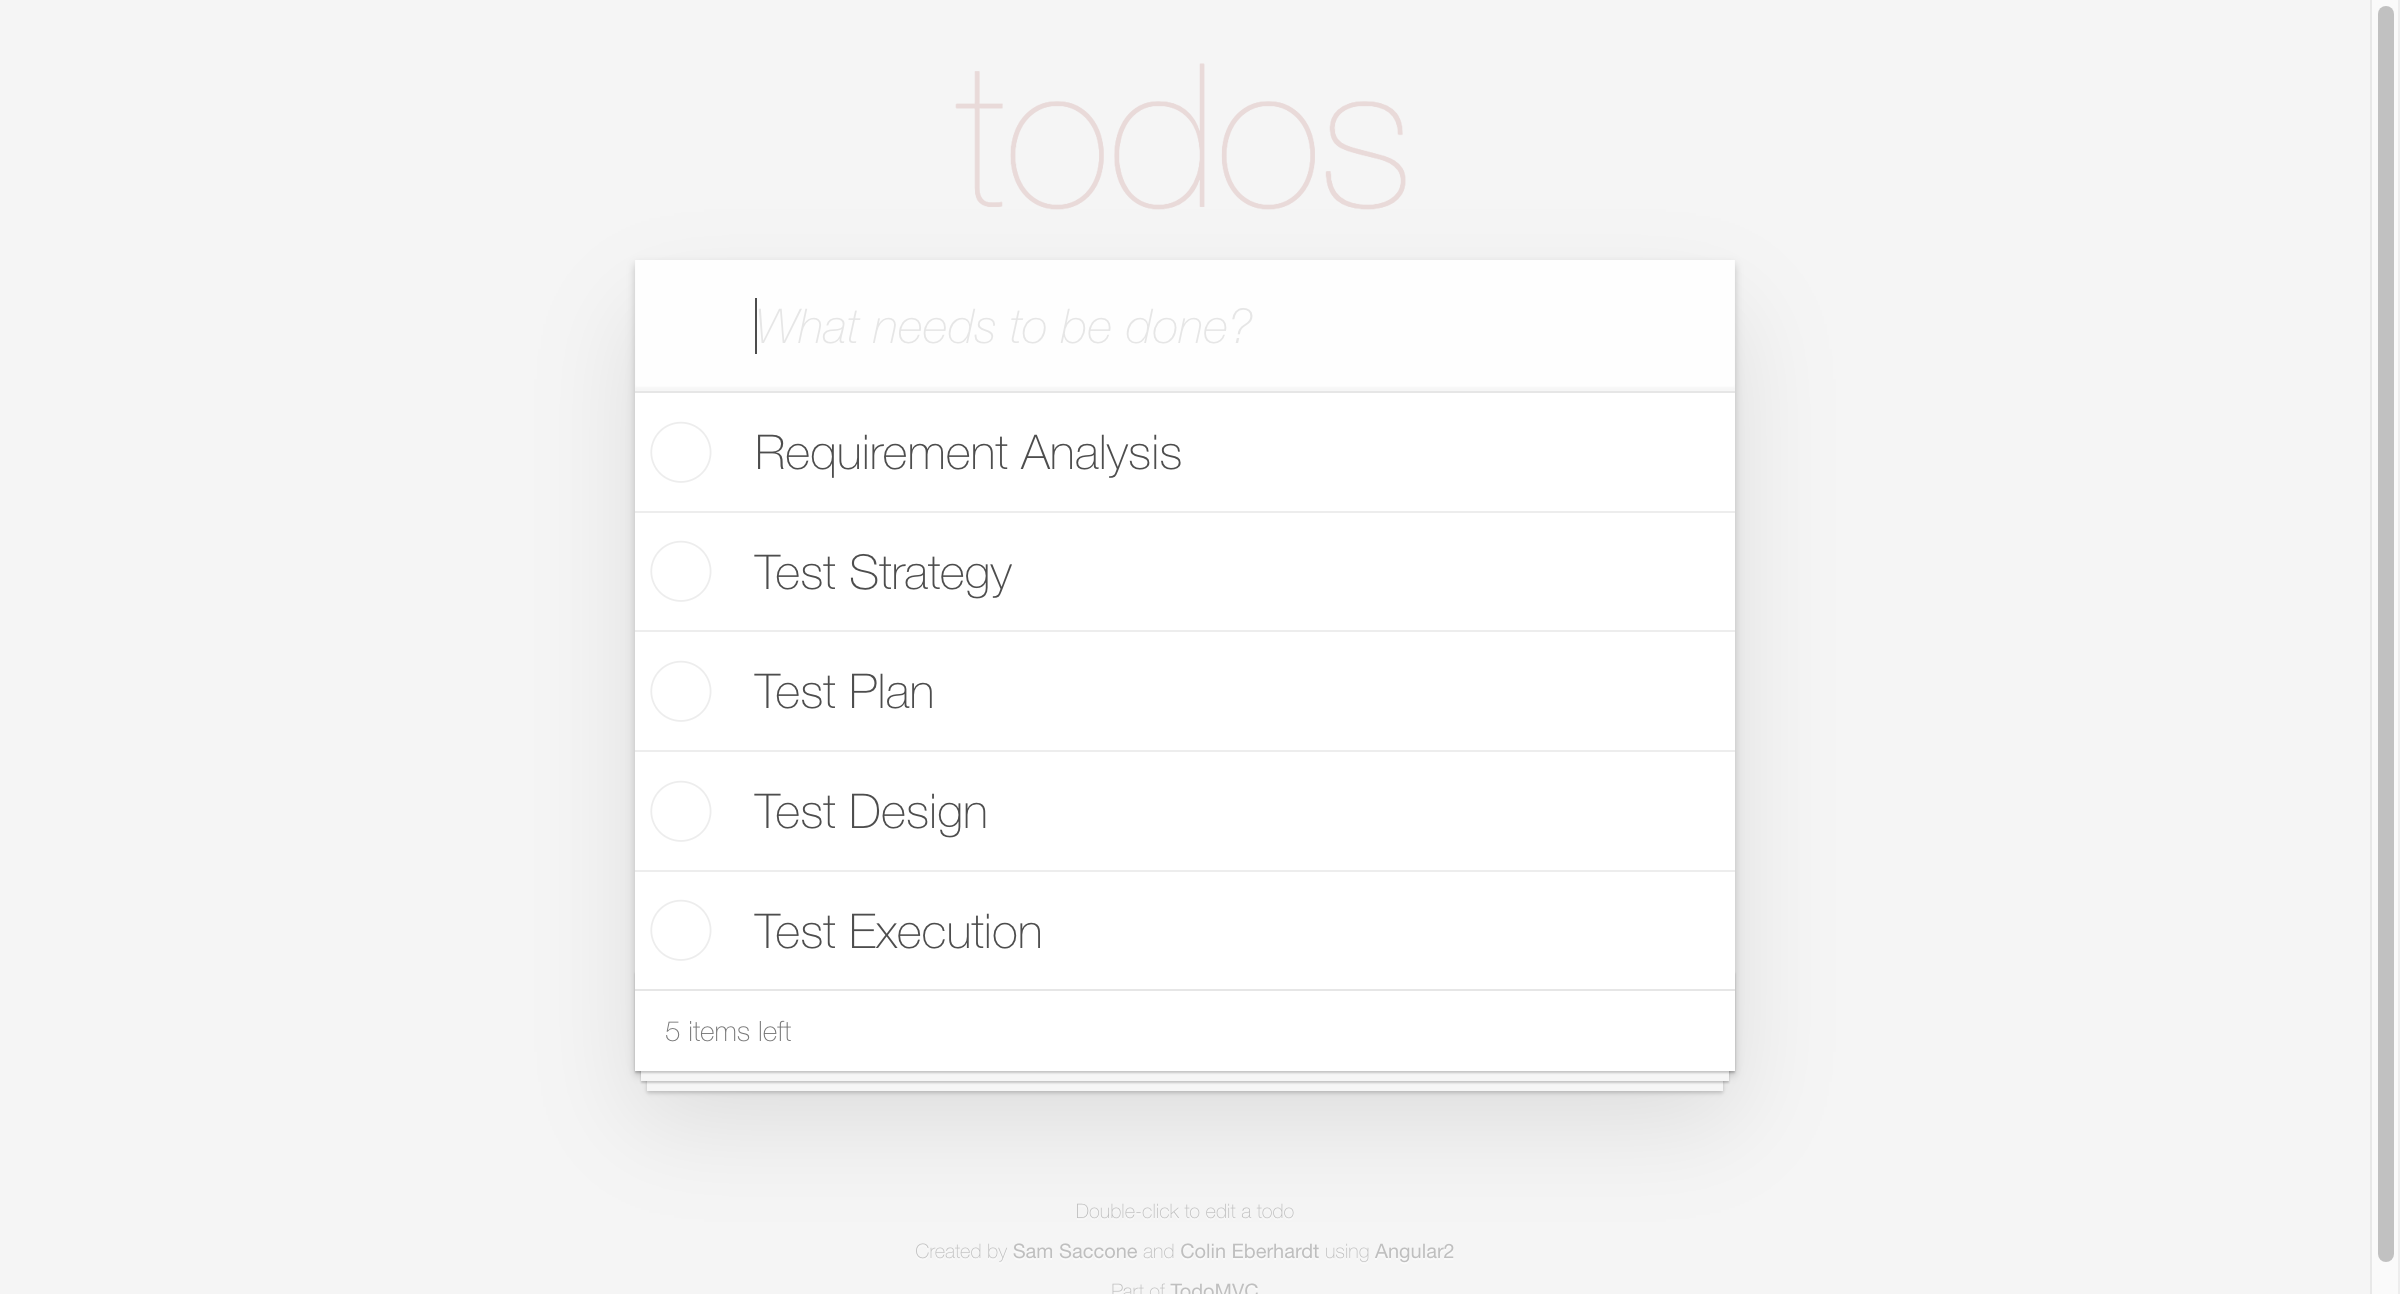 todos
What needs to be done?
Requirement Analysis
Test Strategy
Test Plan
Test Design
Test Execution
5 items left
Double-click to edit a todo
Created by Sam Saccone and Colin Eberhardt using Angular2
Part of TodoMVC